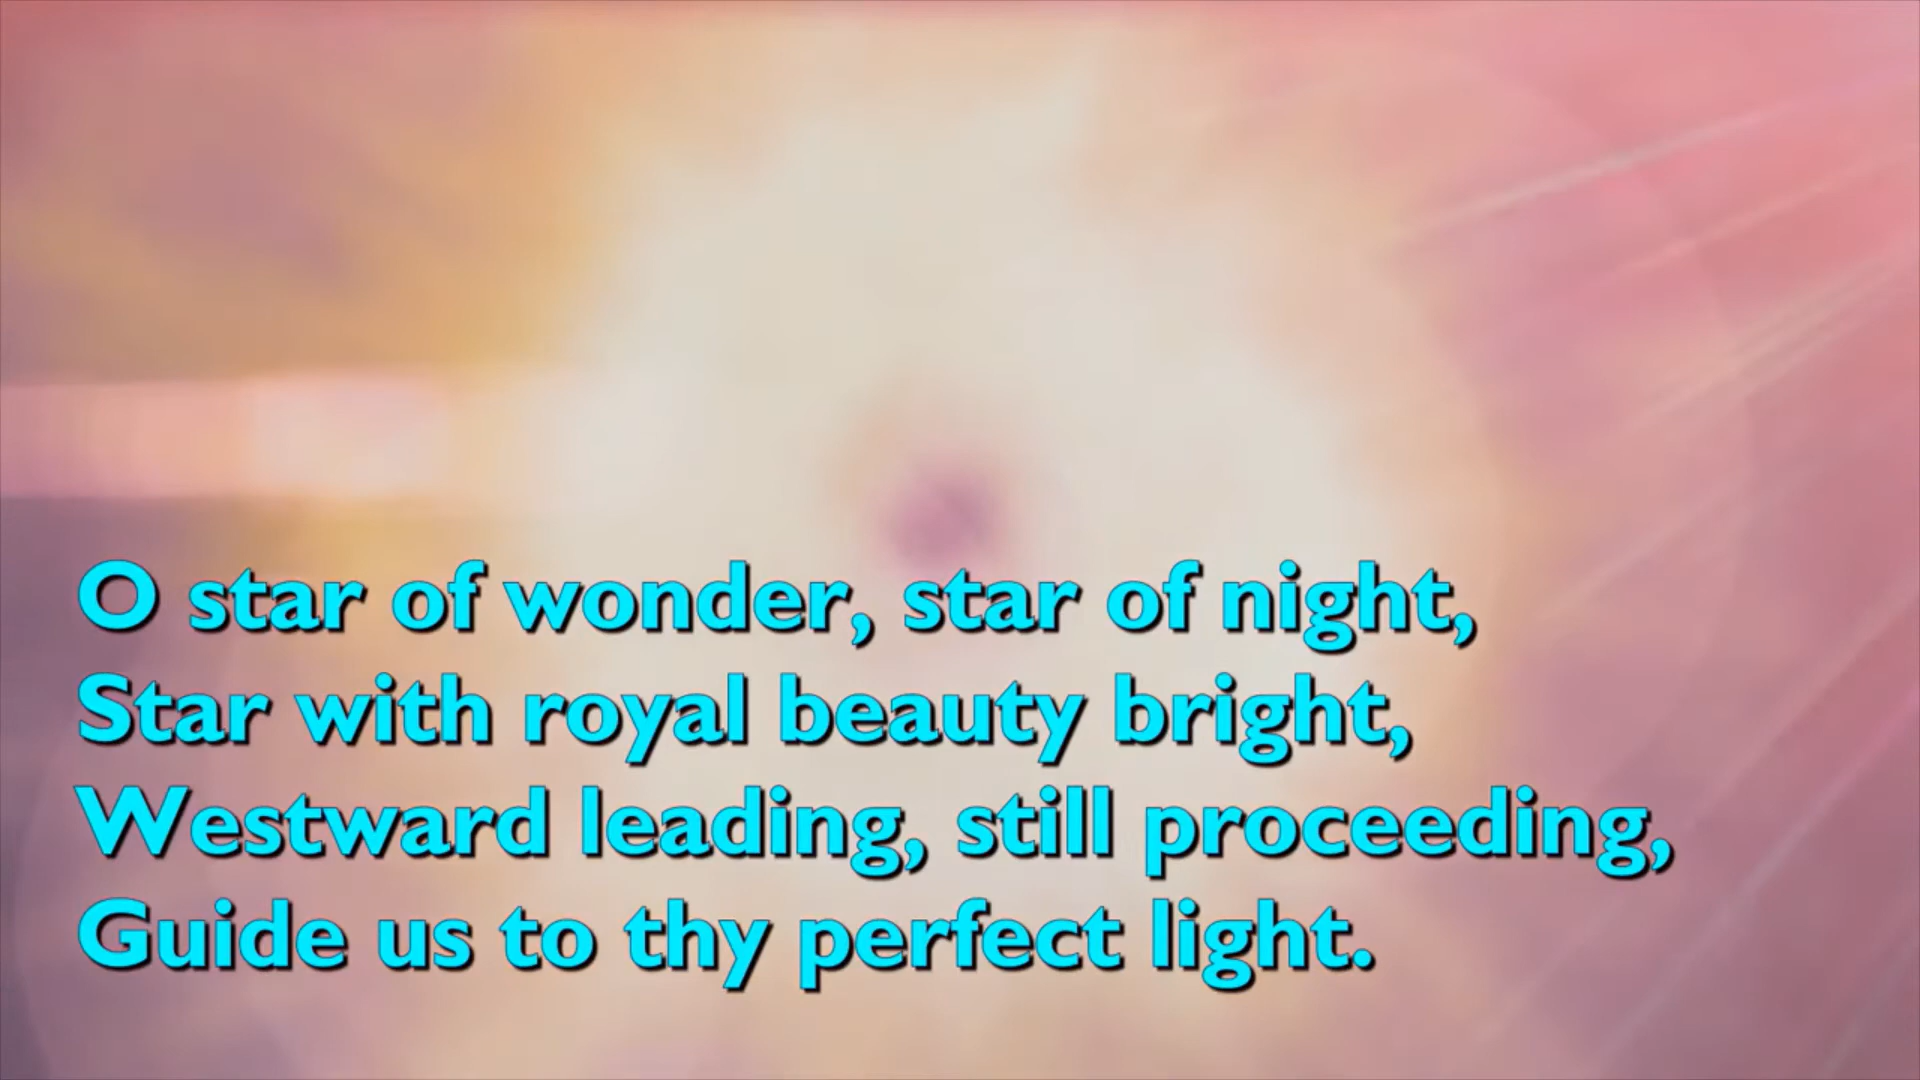 O star of wonder, star of night,
Star with royal beauty bright,
Westward leading, still proceeding,
Guide us to thy perfect light.